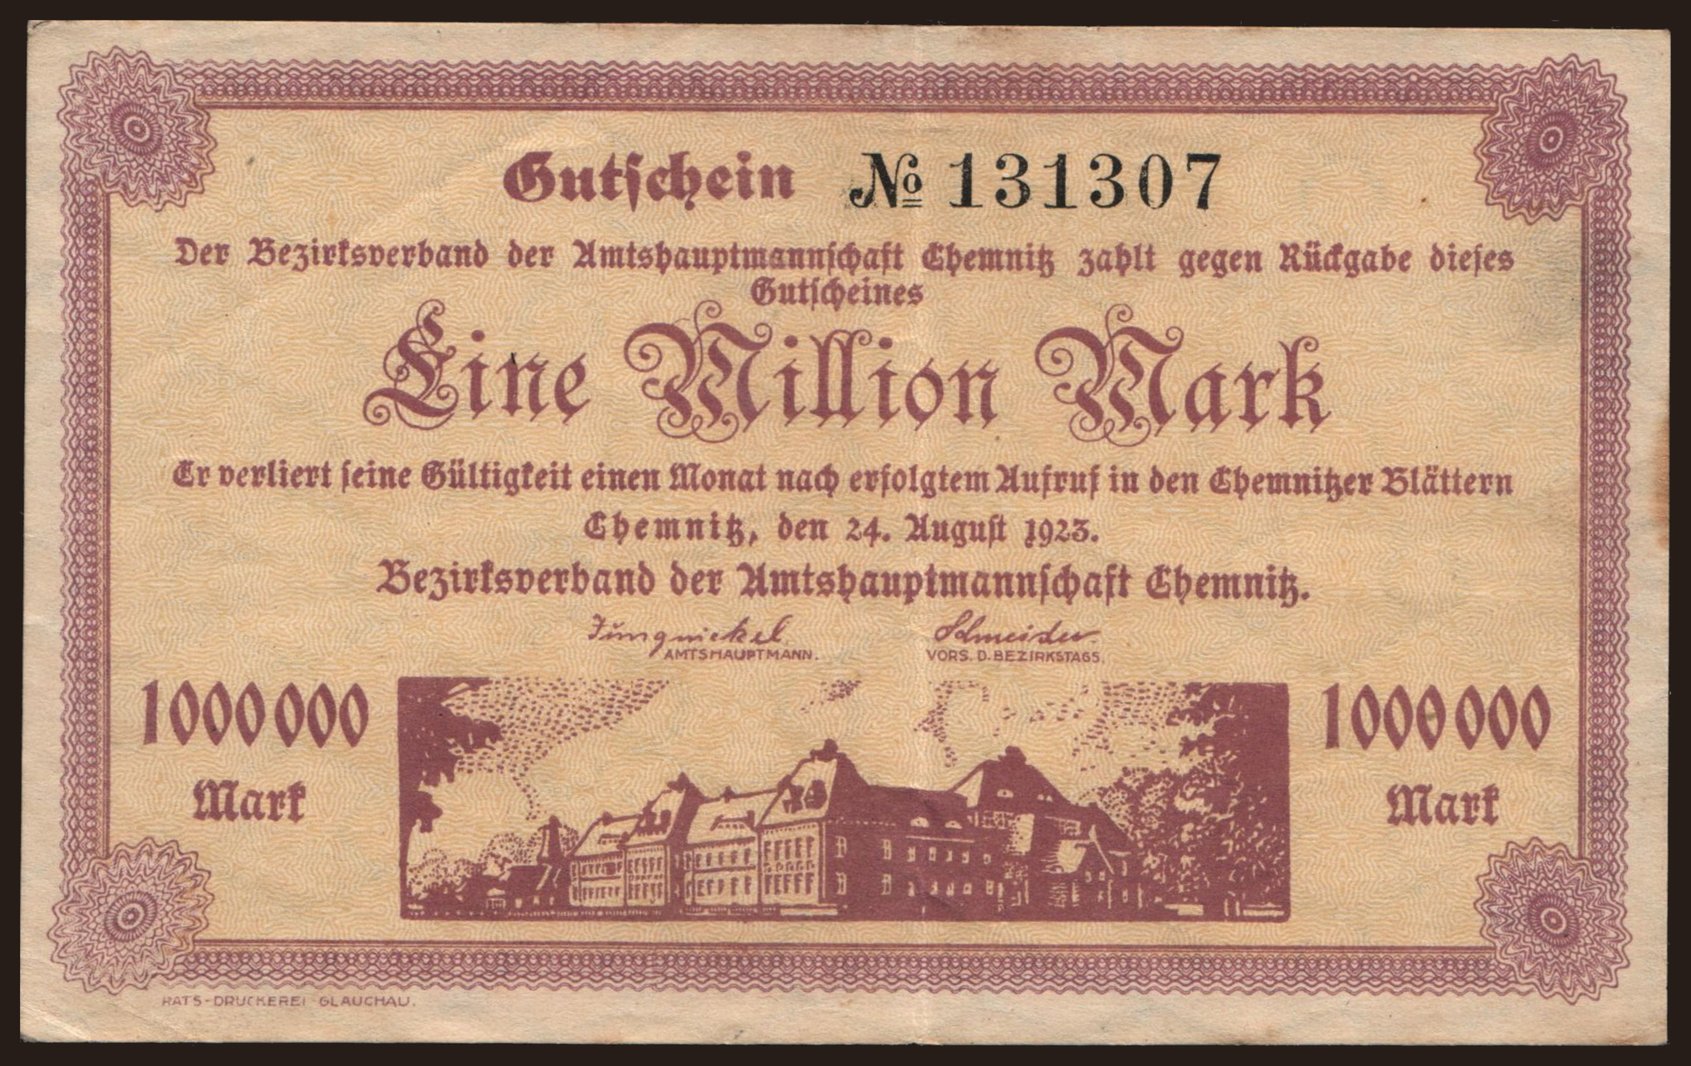 Gutschein № 131307
Der Bezirksverband der Amtshauptmannschaft Chemnitz zahlt gegen Rückgabe dieses
Gutscheines
Eine Million Mark
Er verliert seine Gültigkeit einen Monat nach erfolgtem Aufruf in den Chemnitzer Blättern
Chemnitz, den 24. August 1923.
Bezirksverband der Amtshauptmannschaft Chemnitz.
Jungnickel. Schneider.
AMTSHAUPTMANN. VORS. D. BEZIRKSTAGS.
1000000 1000000
Mark Mark
RATS-DRUCKEREI GLAUCHAU.